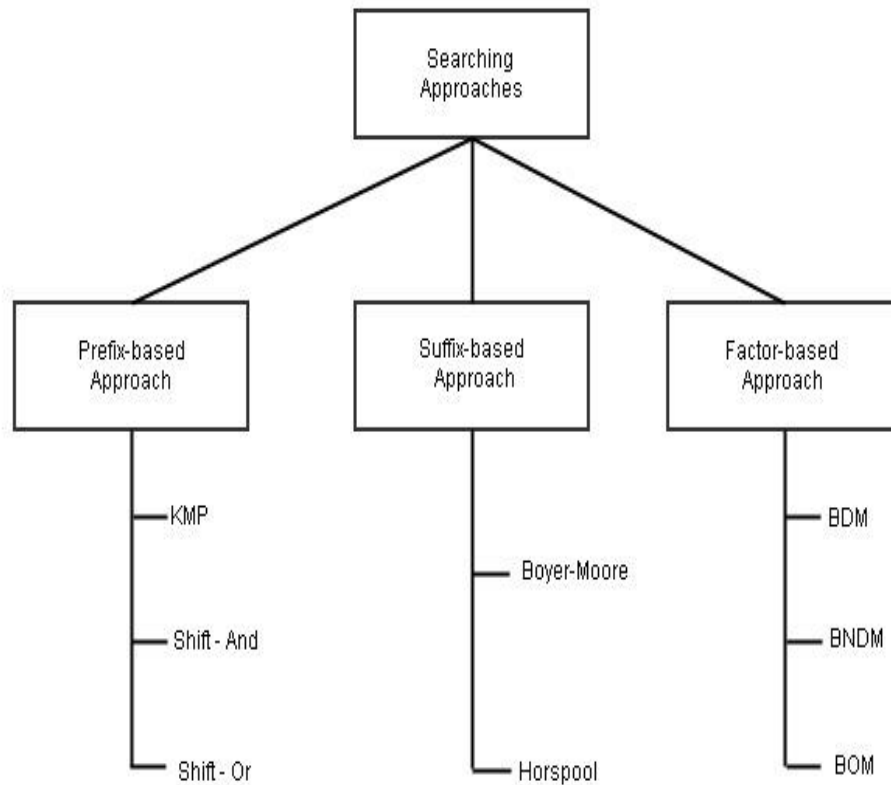 Searching
Approaches
Prefix-based
Approach
Suffix-based
Approach
Factor-based
Approach
KMP
Shift - And
Shift - Or
Boyer-Moore
Horspool
BDM
BNDM
BOM